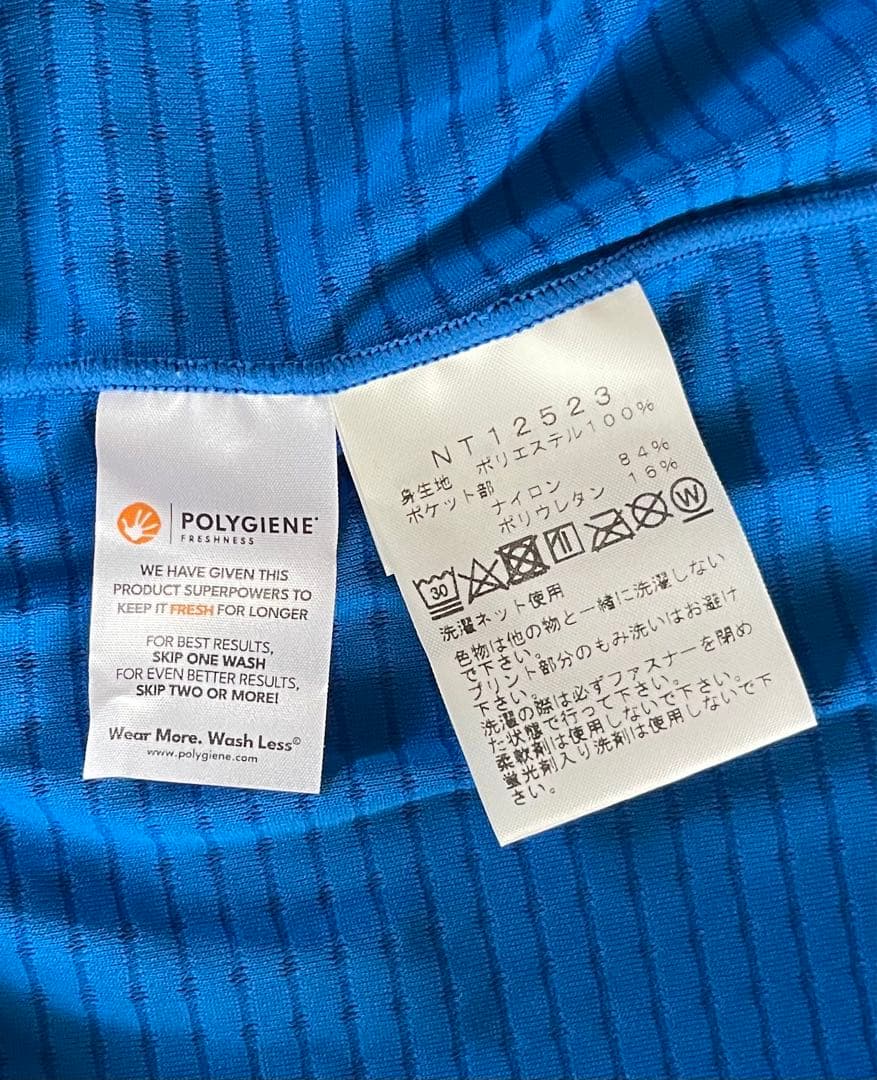 POLYGIENE
FRESHNESS
WE HAVE GIVEN THIS
PRODUCT SUPERPOWERS TO
KEEP IT FRESH FOR LONGER
FOR BEST RESULTS,
SKIP ONE WASH
FOR EVEN BETTER RESULTS,
SKIP TWO OR MORE!
Wear More. Wash Less©
www.polygiene.com
NT12523
身生地 ポリエステル100%
ポケット部
ナイロン 84%
ポリウレタン 16%
30 W
洗濯ネット使用
色物は他の物と一緒に洗濯しない
で下さい。
プリント部分のもみ洗いはお避け
下さい。
洗濯の際は必ずファスナーを閉め
た状態で行って下さい。
柔軟剤は使用しないで下さい。
蛍光剤入り洗剤は使用しないで下
さい。